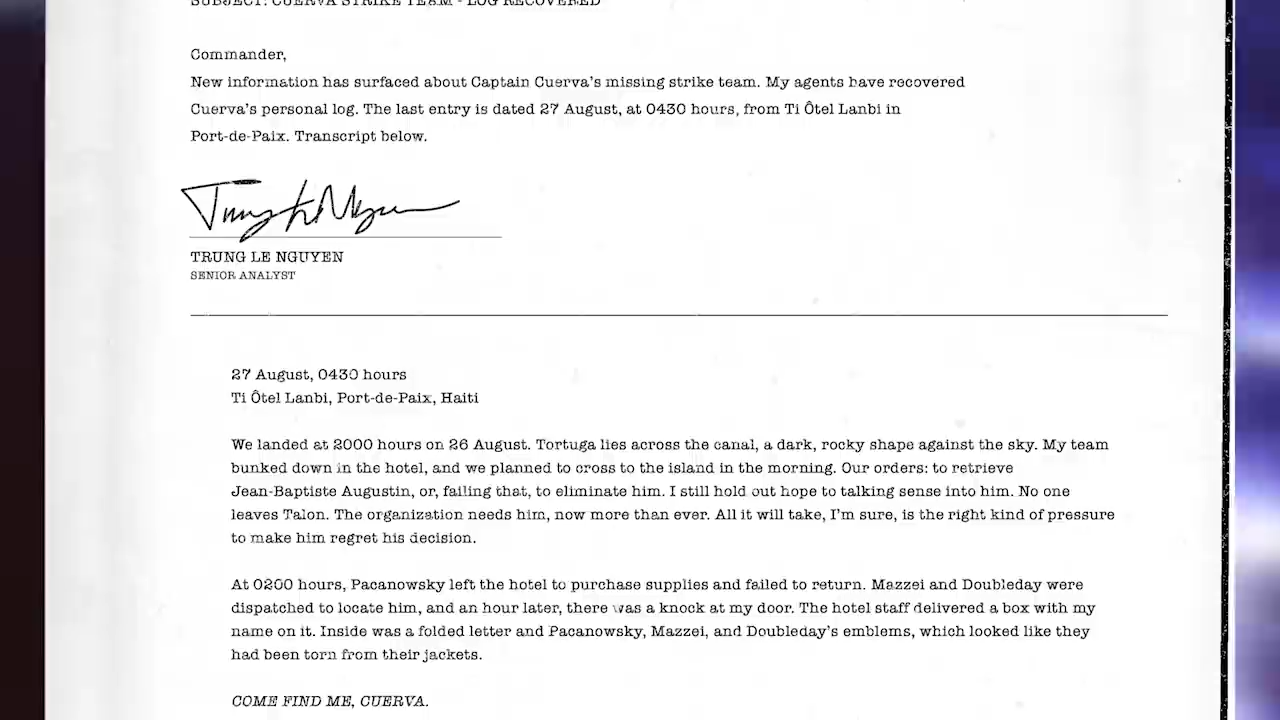 SUBJECT: CUERVA STRIKE TEAM - LOG RECOVERED
Commander,
New information has surfaced about Captain Cuerva's missing strike team. My agents have recovered
Cuerva's personal log. The last entry is dated 27 August, at 0430 hours, from Ti Ôtel Lanbi in
Port-de-Paix. Transcript below.
Trung Le Nguyen
TRUNG LE NGUYEN
SENIOR ANALYST
27 August, 0430 hours
Ti Ôtel Lanbi, Port-de-Paix, Haiti
We landed at 2000 hours on 26 August. Tortuga lies across the canal, a dark, rocky shape against the sky. My team
bunked down in the hotel, and we planned to cross to the island in the morning. Our orders: to retrieve
Jean-Baptiste Augustin, or, failing that, to eliminate him. I still hold out hope to talking sense into him. No one
leaves Talon. The organization needs him, now more than ever. All it will take, I'm sure, is the right kind of pressure
to make him regret his decision.
At 0200 hours, Pacanowsky left the hotel to purchase supplies and failed to return. Mazzei and Doubleday were
dispatched to locate him, and an hour later, there was a knock at my door. The hotel staff delivered a box with my
name on it. Inside was a folded letter and Pacanowsky, Mazzei, and Doubleday's emblems, which looked like they
had been torn from their jackets.
COME FIND ME, CUERVA.